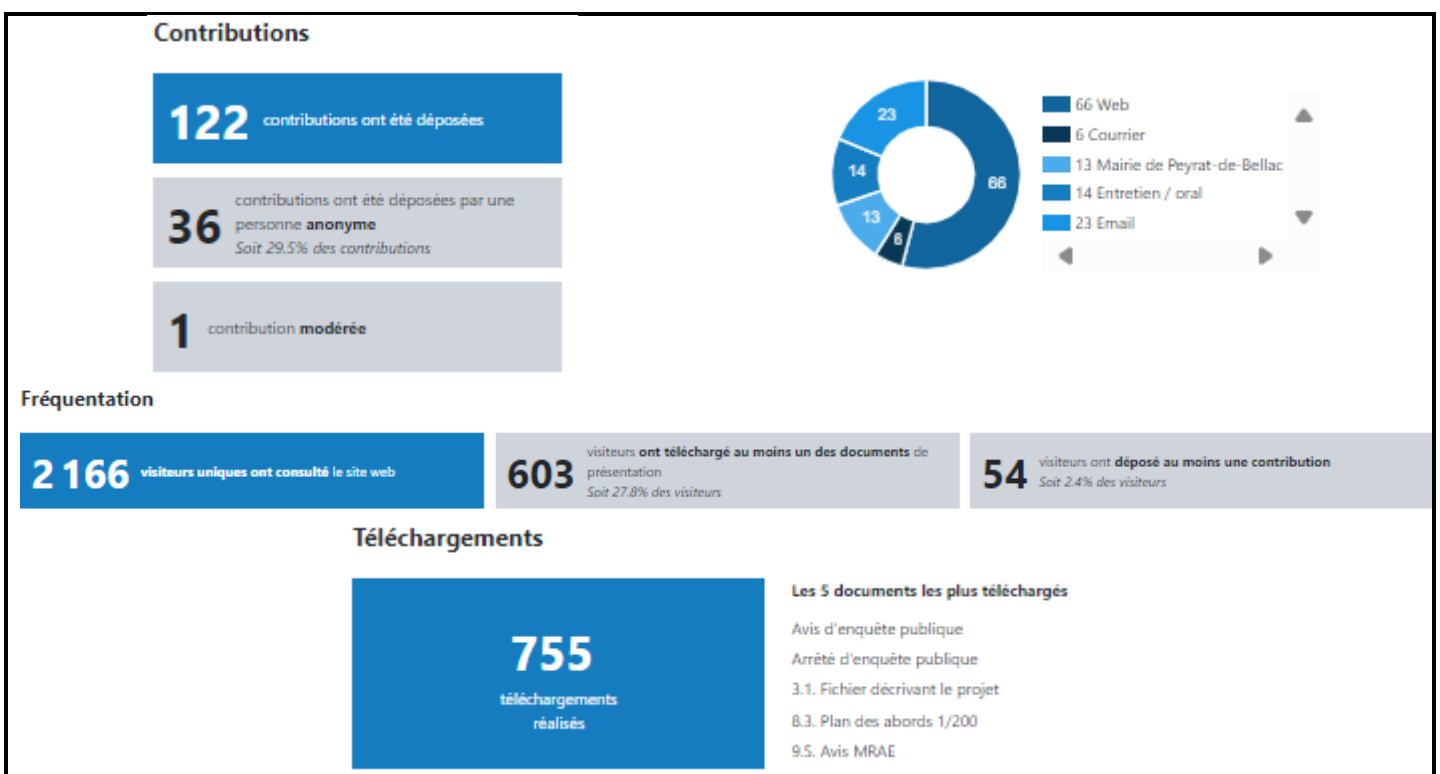 Contributions
122 contributions ont été déposées
36 contributions ont été déposées par une
personne anonyme
Soit 29.5% des contributions
1 contribution modérée
23
14
13
6
66
66 Web
6 Courrier
13 Mairie de Peyrat-de-Bellac
14 Entretien / oral
23 Email
Fréquentation
2 166 visiteurs uniques ont consulté le site web
603 visiteurs ont téléchargé au moins un des documents de
présentation
Soit 27.8% des visiteurs
54 visiteurs ont déposé au moins une contribution
Soit 2.4% des visiteurs
Téléchargements
755
téléchargements
réalisés
Les 5 documents les plus téléchargés
Avis d'enquête publique
Arrêté d'enquête publique
3.1. Fichier décrivant le projet
8.3. Plan des abords 1/200
9.5. Avis MRAE